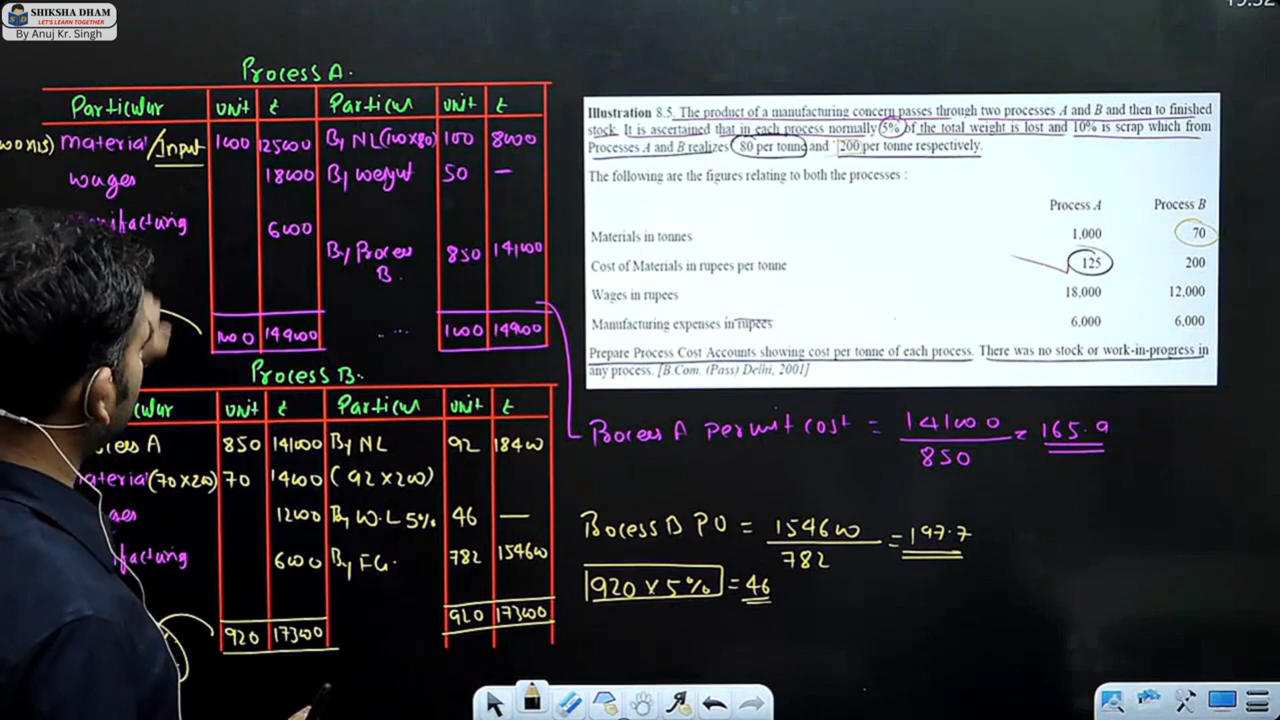 SHIKSHA DHAM
LET'S LEARN TOGETHER
By Anuj Kr. Singh
Process A.
Particular unit ₹ Particular unit ₹
material/Input 1000 125000 By NL(100x80) 100 8000
wages 18000 By weight 50 —
6000
By Process B. 850 141000
1000 149000 .. .. 1000 149000
Process B.
unit ₹ Particular unit ₹
850 141000 By NL 92 18400
(70x200) 70 14000 (92x200)
12000 By W.L 5% 46 —
6000 By FG. 782 154600
920 173000
920 173000
Illustration 8.5. The product of a manufacturing concern passes through two processes A and B and then to finished
stock. It is ascertained that in each process normally 5% of the total weight is lost and 10% is scrap which from
Processes A and B realizes 80 per tonne and 200 per tonne respectively.
The following are the figures relating to both the processes :
Process A Process B
Materials in tonnes 1,000 70
Cost of Materials in rupees per tonne 125 200
Wages in rupees 18,000 12,000
Manufacturing expenses in rupees 6,000 6,000
Prepare Process Cost Accounts showing cost per tonne of each process. There was no stock or work-in-progress in
any process. [B.Com. (Pass) Delhi, 2001]
Process A per unit cost = 141000 / 850 = 165.9
Process B PU = 154600 / 782 = 197.7
920 x 5% = 46